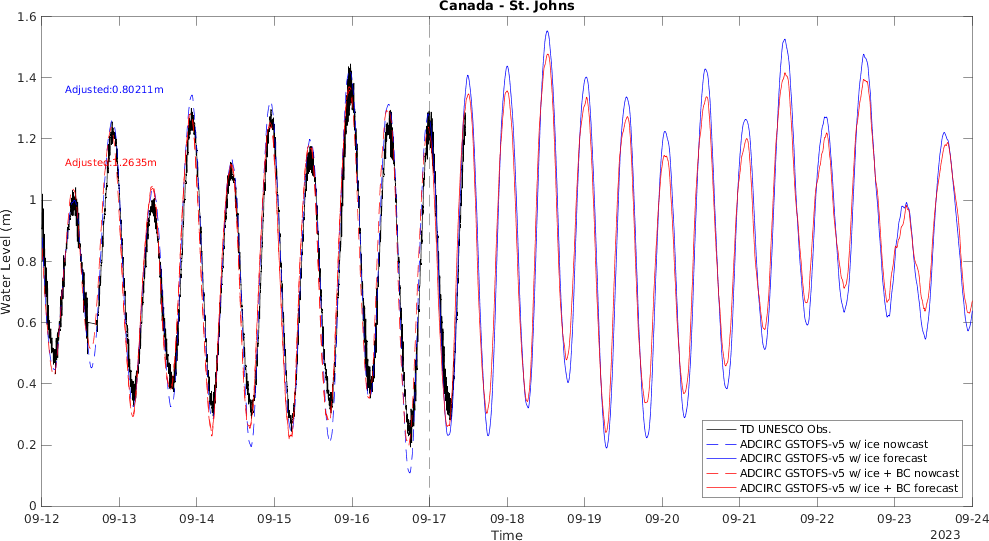 Canada - St. Johns
1.6
1.4
1.2
1
0.8
0.6
0.4
0.2
0
Water Level (m)
Adjusted:0.80211m
Adjusted:1.2635m
TD UNESCO Obs.
ADCIRC GSTOFS-v5 w/ ice nowcast
ADCIRC GSTOFS-v5 w/ ice forecast
ADCIRC GSTOFS-v5 w/ ice + BC nowcast
ADCIRC GSTOFS-v5 w/ ice + BC forecast
09-12 09-13 09-14 09-15 09-16 09-17 09-18 09-19 09-20 09-21 09-22 09-23 09-24
Time
2023